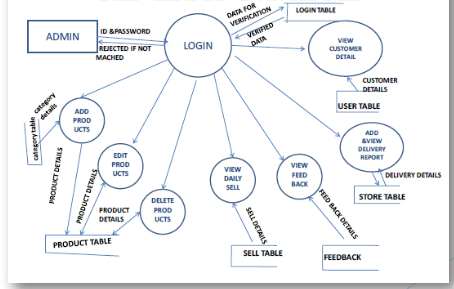 ADMIN
ID &PASSWORD
REJECTED IF NOT
MACHED
LOGIN
DATA FOR
VERIFICATION
VERIFIED
DATA
LOGIN TABLE
VIEW
CUSTOMER
DETAIL
CUSTOMER
DETAILS
USER TABLE
category table
category
details
ADD
PROD
UCTS
EDIT
PROD
UCTS
DELETE
PROD
UCTS
VIEW
DAILY
SELL
VIEW
FEED
BACK
ADD
&VIEW
DELIVERY
REPORT
DELIVERY DETAILS
STORE TABLE
PRODUCT DETAILS
PRODUCT DETAILS
PRODUCT
DETAILS
PRODUCT TABLE
SELL DETAILS
SELL TABLE
FEED BACK DETAILS
FEEDBACK